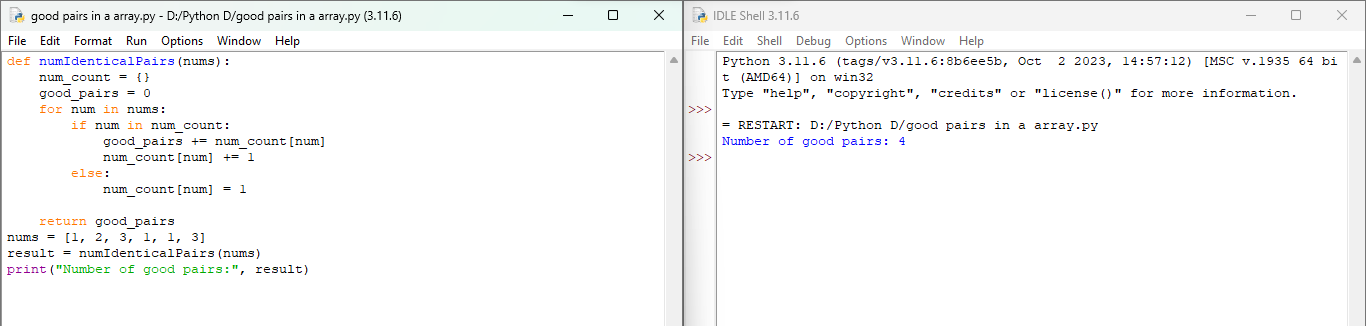 good pairs in a array.py - D:/Python D/good pairs in a array.py (3.11.6)
File Edit Format Run Options Window Help
def numIdenticalPairs(nums):
    num_count = {}
    good_pairs = 0
    for num in nums:
        if num in num_count:
            good_pairs += num_count[num]
            num_count[num] += 1
        else:
            num_count[num] = 1
    return good_pairs
nums = [1, 2, 3, 1, 1, 3]
result = numIdenticalPairs(nums)
print("Number of good pairs:", result)
IDLE Shell 3.11.6
File Edit Shell Debug Options Window Help
Python 3.11.6 (tags/v3.11.6:8b6ee5b, Oct  2 2023, 14:57:12) [MSC v.1935 64 bi
t (AMD64)] on win32
Type "help", "copyright", "credits" or "license()" for more information.
>>>
= RESTART: D:/Python D/good pairs in a array.py
Number of good pairs: 4
>>>